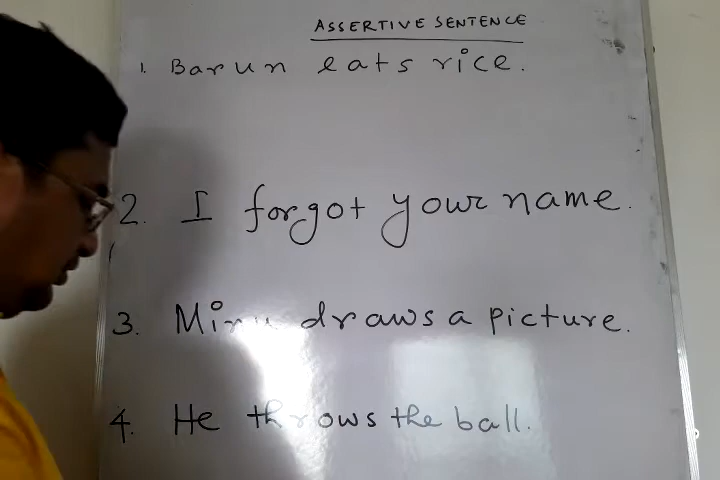 ASSERTIVE SENTENCE
1. Barun eats rice.
2. I forgot your name.
3. Minu draws a picture.
4. He throws the ball.